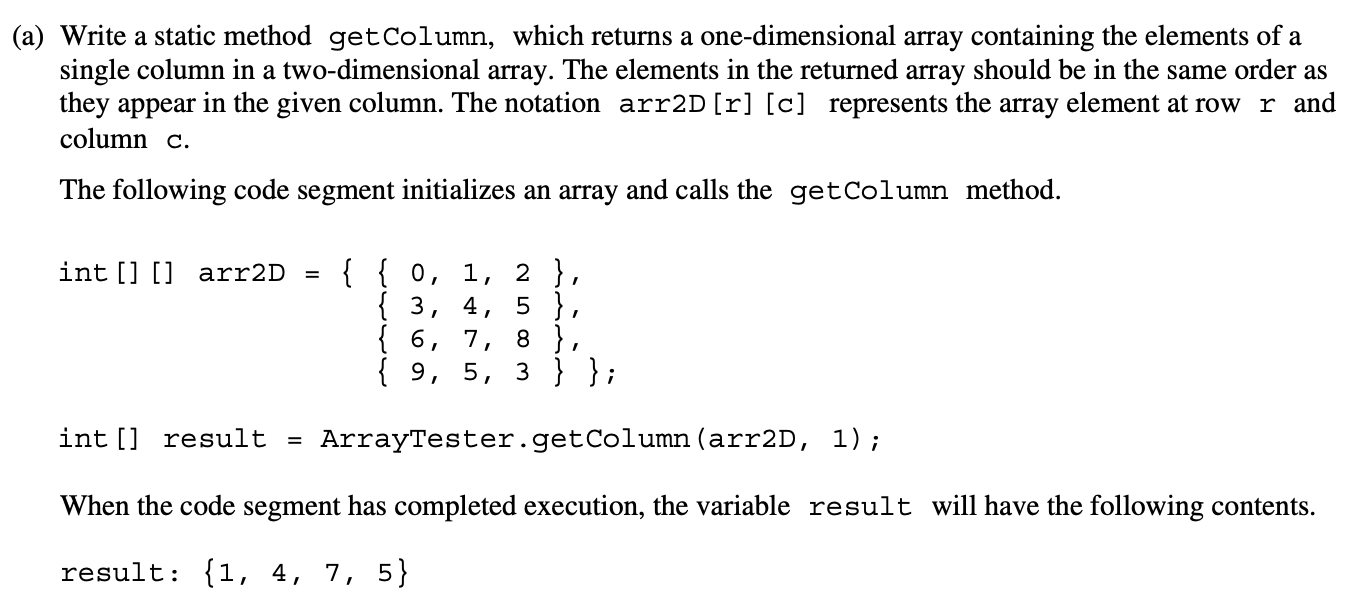 (a) Write a static method getColumn, which returns a one-dimensional array containing the elements of a
single column in a two-dimensional array. The elements in the returned array should be in the same order as
they appear in the given column. The notation arr2D[r][c] represents the array element at row r and
column c.
The following code segment initializes an array and calls the getColumn method.
int[][] arr2D = { { 0, 1, 2 },
{ 3, 4, 5 },
{ 6, 7, 8 },
{ 9, 5, 3 } };
int[] result = ArrayTester.getColumn(arr2D, 1);
When the code segment has completed execution, the variable result will have the following contents.
result: {1, 4, 7, 5}